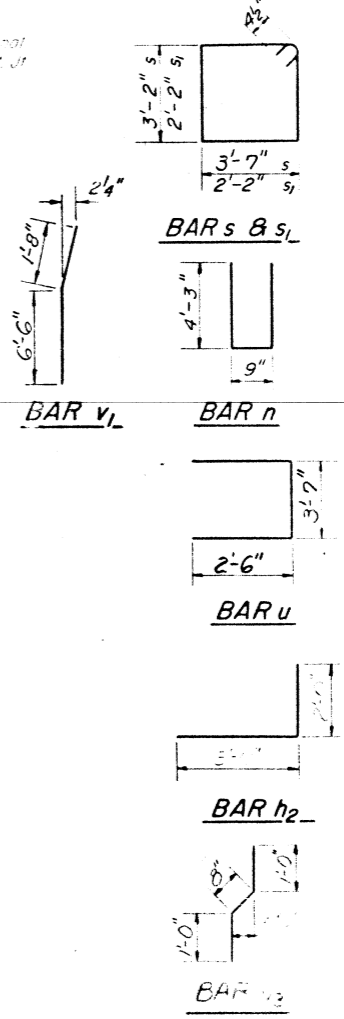 4½"
3'-2" s
2'-2" s₁
3'-7" s
2'-2" s₁
BAR s & s₁
2¼"
1'-8"
6'-6"
BAR v₁
4'-3"
9"
BAR n
3'-7"
2'-6"
BAR u
BAR h₂
8"
1'-0"
1'-0"
BAR